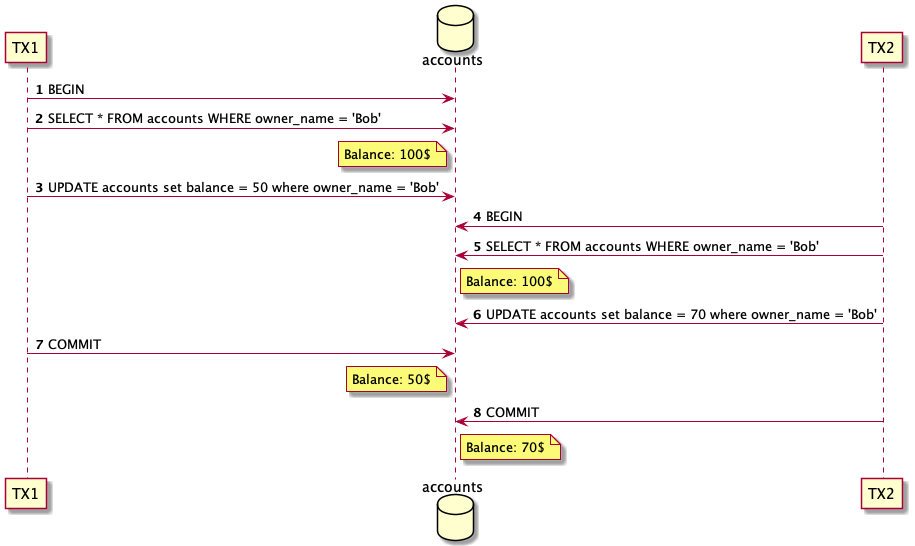 accounts
TX1
TX2
1 BEGIN
2 SELECT * FROM accounts WHERE owner_name = 'Bob'
Balance: 100$
3 UPDATE accounts set balance = 50 where owner_name = 'Bob'
4 BEGIN
5 SELECT * FROM accounts WHERE owner_name = 'Bob'
Balance: 100$
6 UPDATE accounts set balance = 70 where owner_name = 'Bob'
7 COMMIT
Balance: 50$
8 COMMIT
Balance: 70$
TX1
accounts
TX2